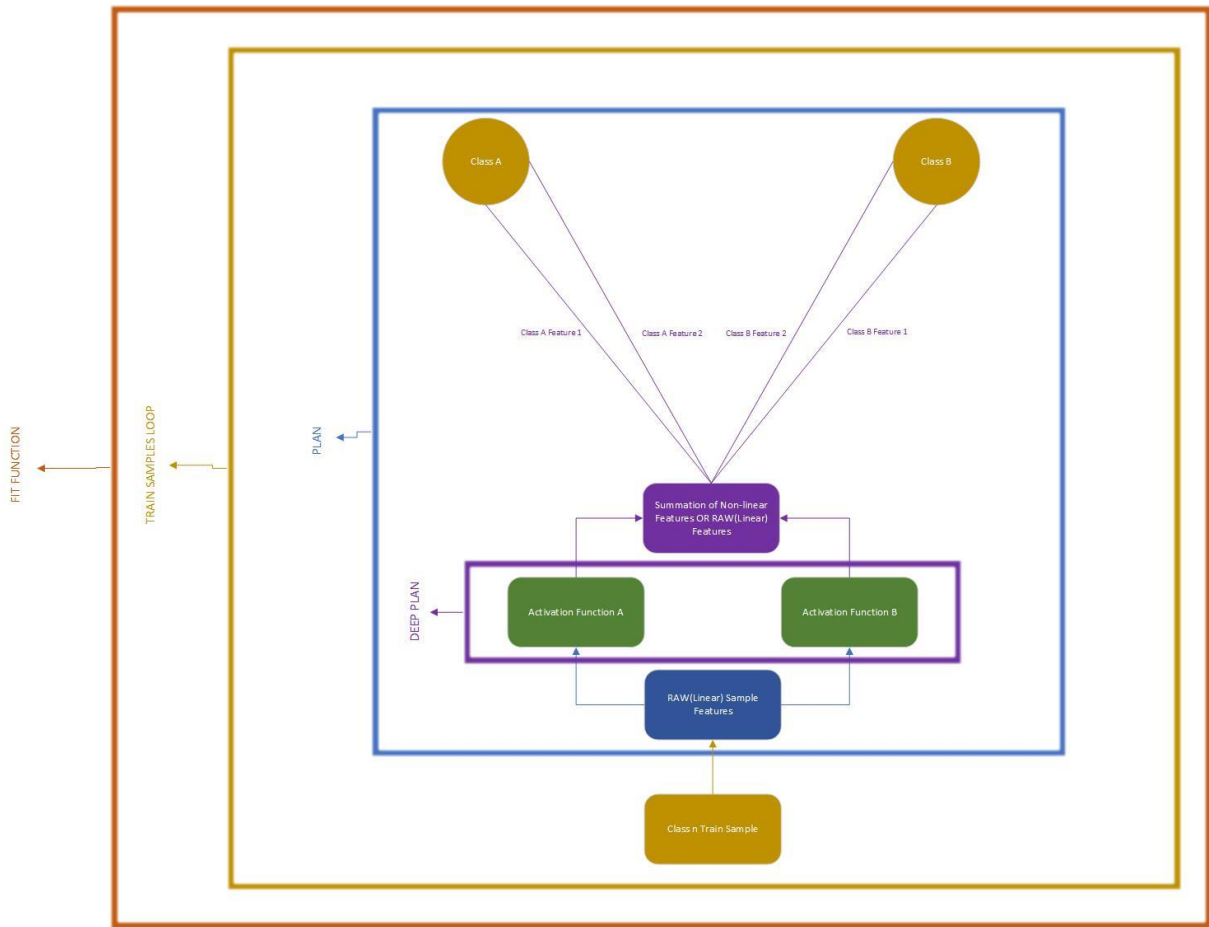 Class A
Class B
Class A Feature 1
Class A Feature 2
Class B Feature 2
Class B Feature 1
FIT FUNCTION
TRAIN SAMPLES LOOP
PLAN
Summation of Non-linear
Features OR RAW(Linear)
Features
DEEP PLAN
Activation Function A
Activation Function B
RAW(Linear) Sample
Features
Class n Train Sample